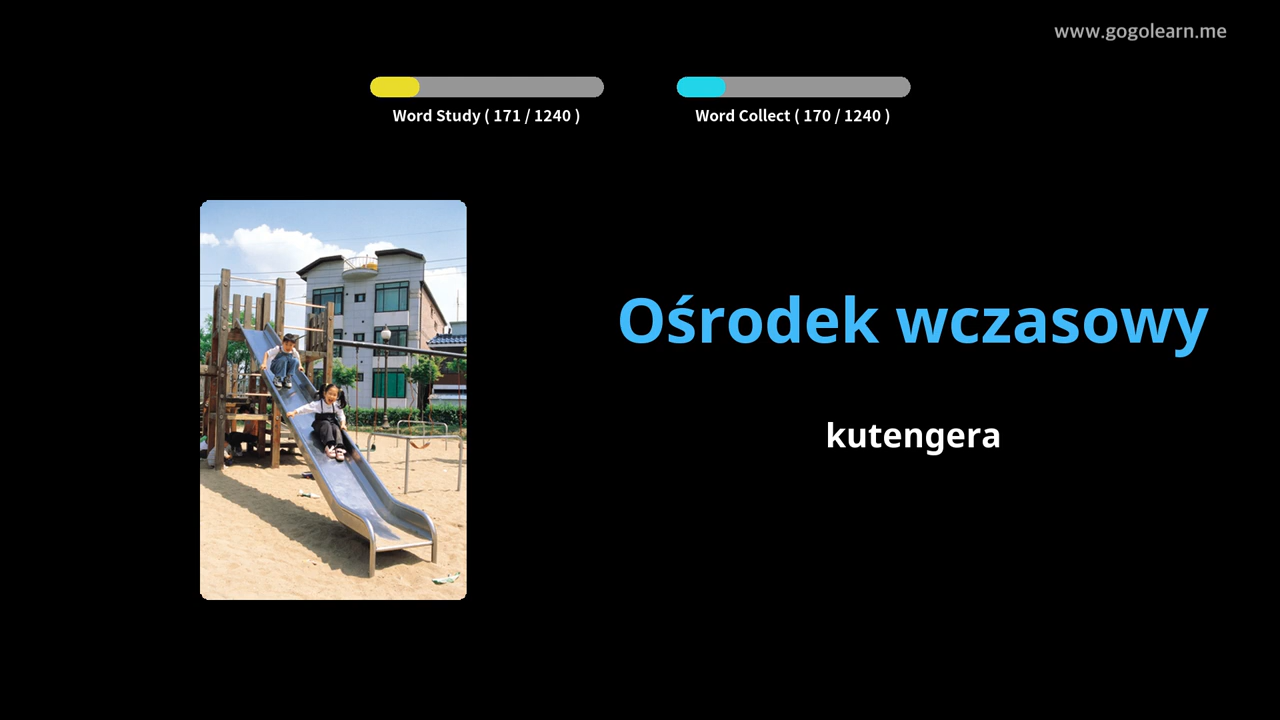 www.gogolearn.me
Word Study ( 171 / 1240 )
Word Collect ( 170 / 1240 )
Ośrodek wczasowy
kutengera